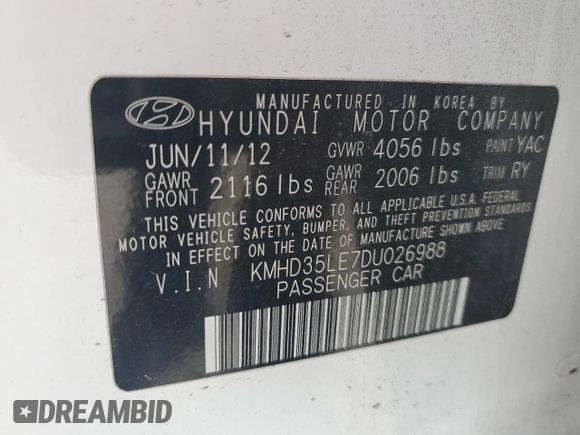 MANUFACTURED IN KOREA BY
HYUNDAI MOTOR COMPANY
JUN/11/12 GVWR 4056 lbs PAINT YAC
GAWR FRONT 2116 lbs GAWR REAR 2006 lbs TRIM RY
THIS VEHICLE CONFORMS TO ALL APPLICABLE U.S.A. FEDERAL
MOTOR VEHICLE SAFETY, BUMPER, AND THEFT PREVENTION STANDARDS
IN EFFECT ON THE DATE OF MANUFACTURE SHOWN ABOVE
V.I.N KMHD35LE7DU026988
PASSENGER CAR
DREAMBID